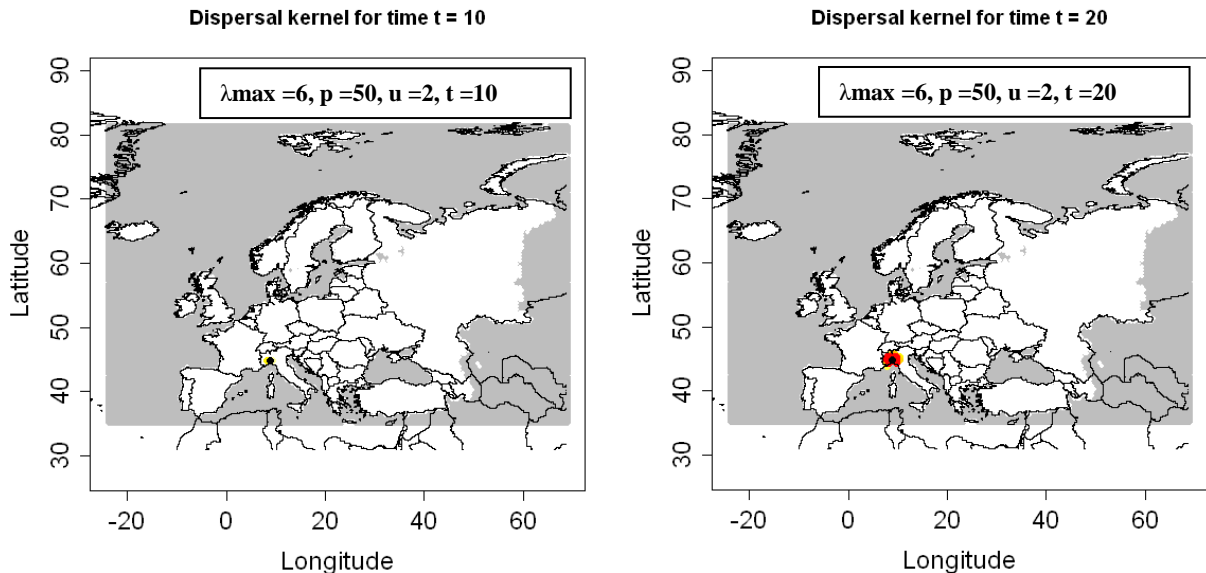 Dispersal kernel for time t = 10
λmax =6, p =50, u =2, t =10
90
80
70
60
50
40
30
Latitude
-20 0 20 40 60
Longitude
Dispersal kernel for time t = 20
λmax =6, p =50, u =2, t =20
90
80
70
60
50
40
30
Latitude
-20 0 20 40 60
Longitude